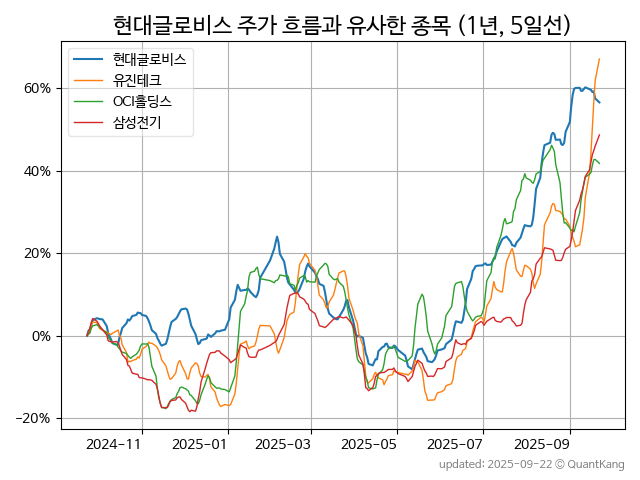 현대글로비스 주가 흐름과 유사한 종목 (1년, 5일선)
현대글로비스
유진테크
OCI홀딩스
삼성전기
60%
40%
20%
0%
−20%
2024-11 2025-01 2025-03 2025-05 2025-07 2025-09
updated: 2025-09-22 © QuantKang